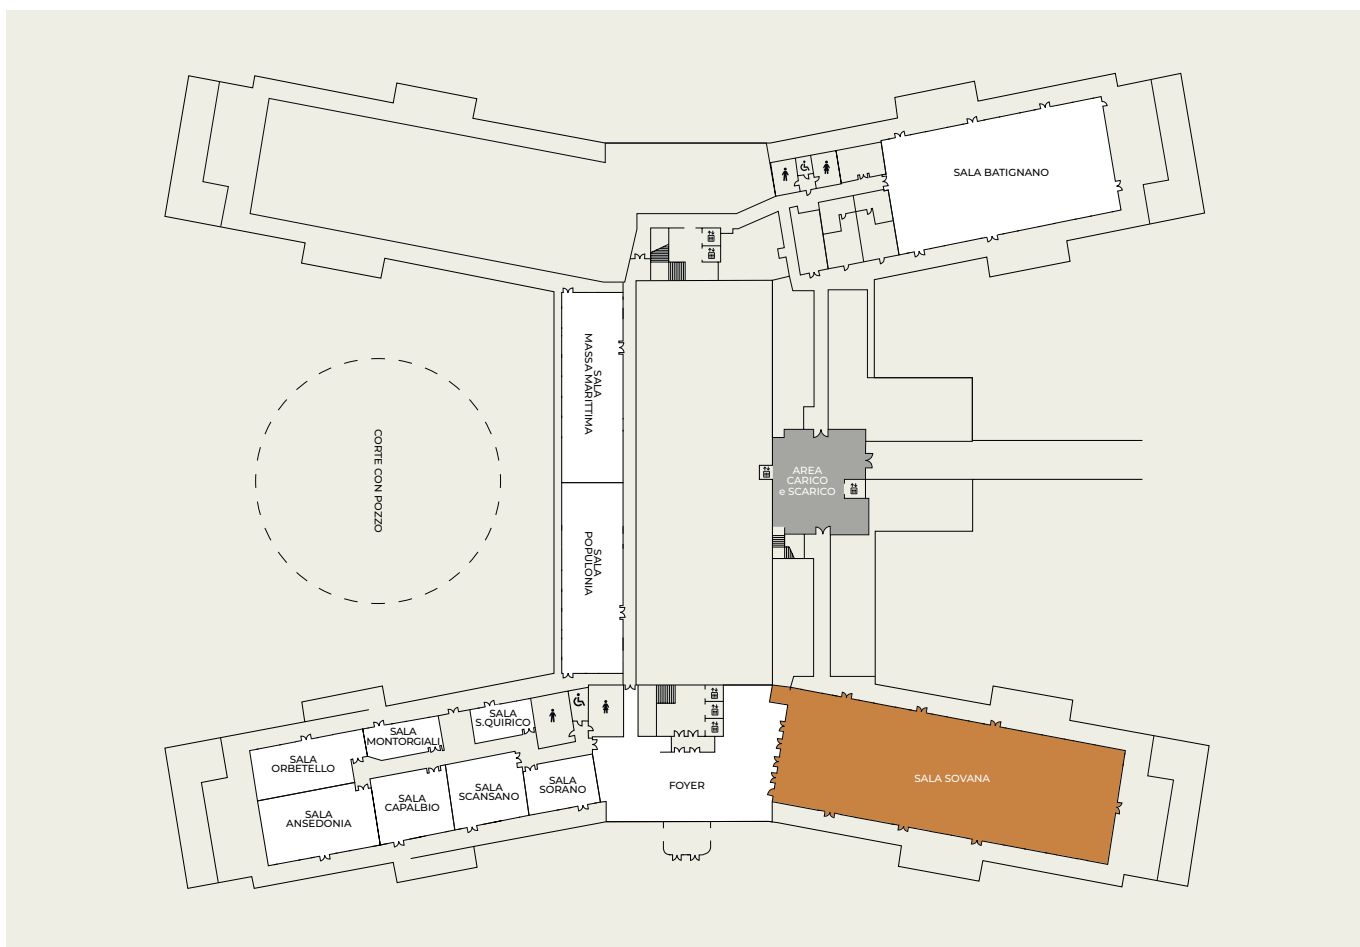 SALA BATIGNANO
SALA
MASSA MARITTIMA
CORTE CON POZZO
AREA
CARICO
e SCARICO
SALA
POPULONIA
SALA
S.QUIRICO
SALA
MONTORGIALI
SALA
ORBETELLO
SALA
ANSEDONIA
SALA
CAPALBIO
SALA
SCANSANO
SALA
SORANO
FOYER
SALA SOVANA